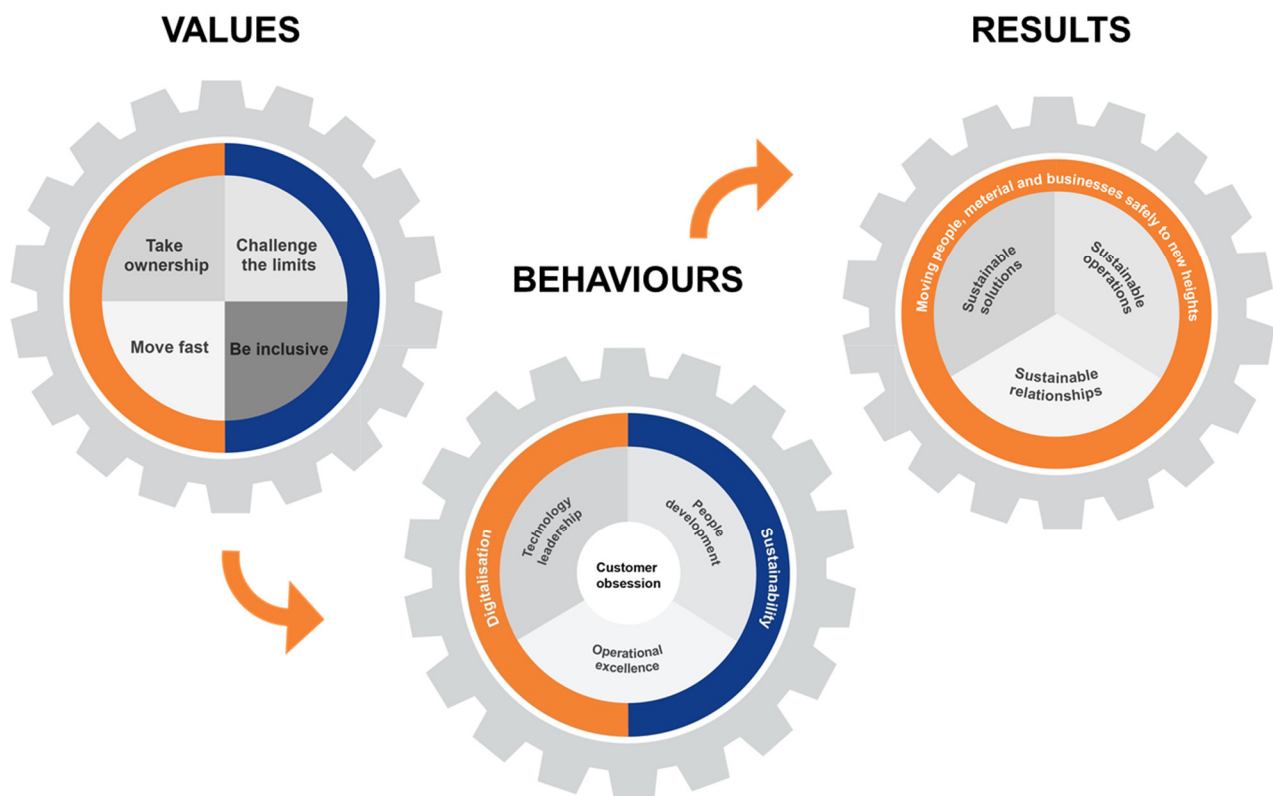 VALUES
Take
ownership
Challenge
the limits
Move fast
Be inclusive
BEHAVIOURS
Digitalisation
Technology
leadership
People
development
Sustainability
Customer
obsession
Operational
excellence
RESULTS
Moving people, meterial and businesses safely to new heights
Sustainable
solutions
Sustainable
operations
Sustainable
relationships